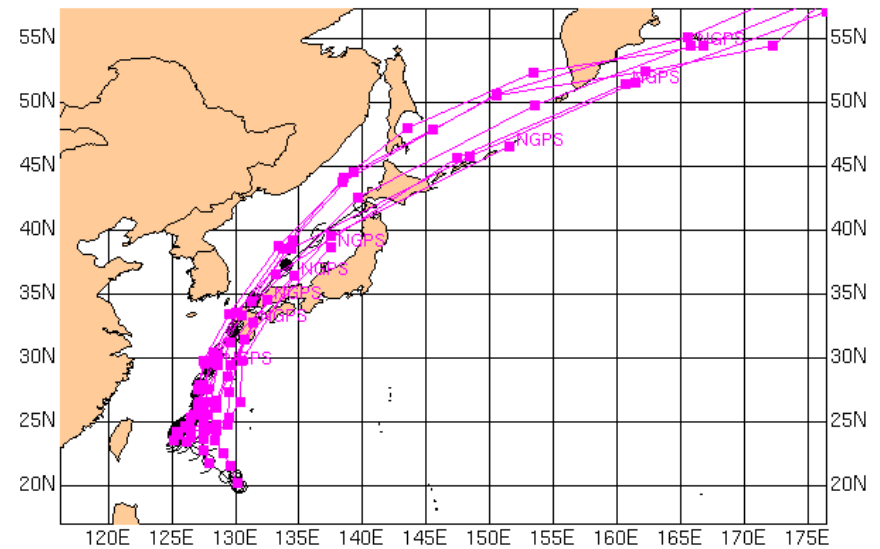 55N 55N
NGPS
50N NGPS 50N
45N NGPS 45N
40N NGPS 40N
35N NGPS 35N
NGPS
NGPS
30N NGPS 30N
25N 25N
20N 20N
120E 125E 130E 135E 140E 145E 150E 155E 160E 165E 170E 175E